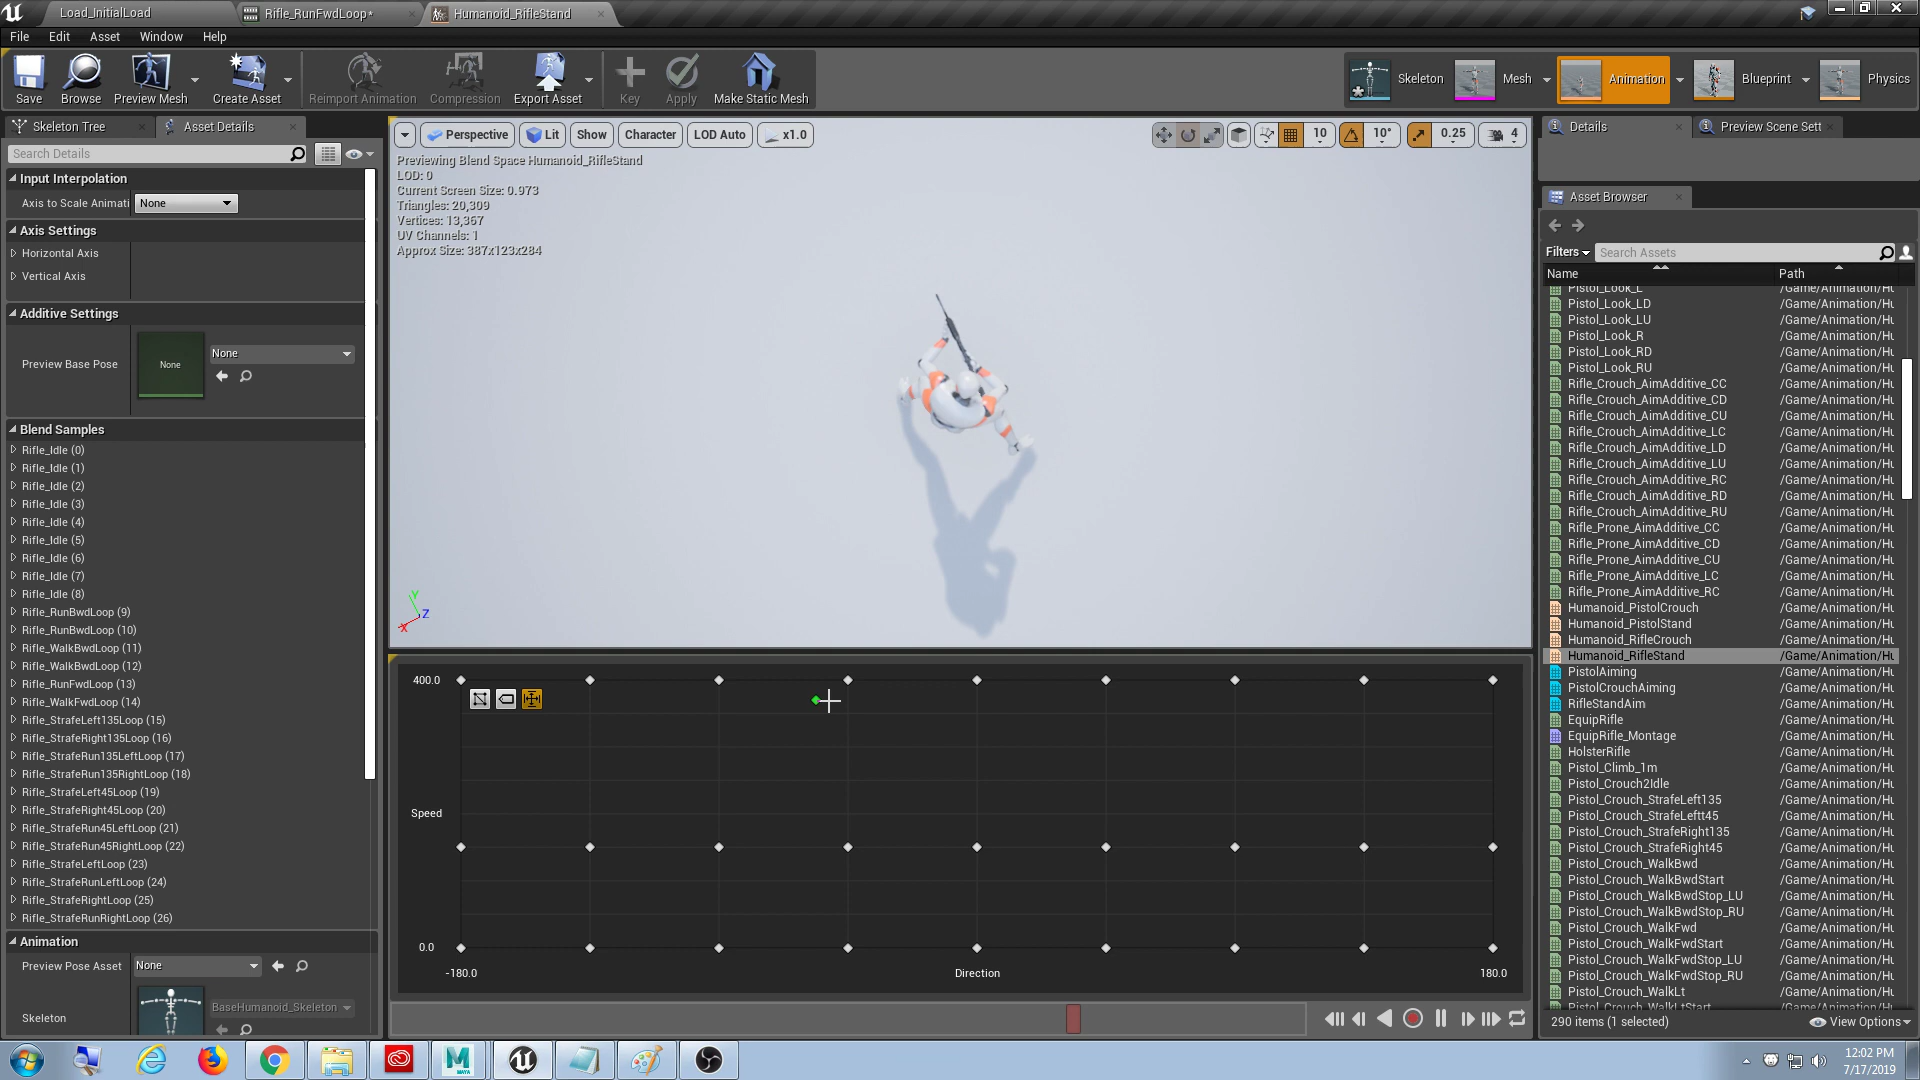 Load_InitialLoad
Rifle_RunFwdLoop*
Humanoid_RifleStand
File Edit Asset Window Help
Save
Browse
Preview Mesh
Create Asset
Reimport Animation
Compression
Export Asset
Key
Apply
Make Static Mesh
Skeleton
Mesh
Animation
Blueprint
Physics
Skeleton Tree
Asset Details
Search Details
Input Interpolation
Axis to Scale Animati
None
Axis Settings
Horizontal Axis
Vertical Axis
Additive Settings
Preview Base Pose
None
None
Blend Samples
Rifle_Idle (0)
Rifle_Idle (1)
Rifle_Idle (2)
Rifle_Idle (3)
Rifle_Idle (4)
Rifle_Idle (5)
Rifle_Idle (6)
Rifle_Idle (7)
Rifle_Idle (8)
Rifle_RunBwdLoop (9)
Rifle_RunBwdLoop (10)
Rifle_WalkBwdLoop (11)
Rifle_WalkBwdLoop (12)
Rifle_RunFwdLoop (13)
Rifle_WalkFwdLoop (14)
Rifle_StrafeLeft135Loop (15)
Rifle_StrafeRight135Loop (16)
Rifle_StrafeRun135LeftLoop (17)
Rifle_StrafeRun135RightLoop (18)
Rifle_StrafeLeft45Loop (19)
Rifle_StrafeRight45Loop (20)
Rifle_StrafeRun45LeftLoop (21)
Rifle_StrafeRun45RightLoop (22)
Rifle_StrafeLeftLoop (23)
Rifle_StrafeRunLeftLoop (24)
Rifle_StrafeRightLoop (25)
Rifle_StrafeRunRightLoop (26)
Animation
Preview Pose Asset
None
Skeleton
BaseHumanoid_Skeleton
Perspective
Lit
Show
Character
LOD Auto
x1.0
10
10°
0.25
4
Previewing Blend Space Humanoid_RifleStand
LOD: 0
Current Screen Size: 0.973
Triangles: 20,309
Vertices: 13,367
UV Channels: 1
Approx Size: 387x123x284
Y
Z
X
400.0
Speed
0.0
-180.0
Direction
180.0
Details
Preview Scene Sett
Asset Browser
Filters
Search Assets
Name Path
Pistol_Look_L /Game/Animation/Hu
Pistol_Look_LD /Game/Animation/Hu
Pistol_Look_LU /Game/Animation/Hu
Pistol_Look_R /Game/Animation/Hu
Pistol_Look_RD /Game/Animation/Hu
Pistol_Look_RU /Game/Animation/Hu
Rifle_Crouch_AimAdditive_CC /Game/Animation/Hu
Rifle_Crouch_AimAdditive_CD /Game/Animation/Hu
Rifle_Crouch_AimAdditive_CU /Game/Animation/Hu
Rifle_Crouch_AimAdditive_LC /Game/Animation/Hu
Rifle_Crouch_AimAdditive_LD /Game/Animation/Hu
Rifle_Crouch_AimAdditive_LU /Game/Animation/Hu
Rifle_Crouch_AimAdditive_RC /Game/Animation/Hu
Rifle_Crouch_AimAdditive_RD /Game/Animation/Hu
Rifle_Crouch_AimAdditive_RU /Game/Animation/Hu
Rifle_Prone_AimAdditive_CC /Game/Animation/Hu
Rifle_Prone_AimAdditive_CD /Game/Animation/Hu
Rifle_Prone_AimAdditive_CU /Game/Animation/Hu
Rifle_Prone_AimAdditive_LC /Game/Animation/Hu
Rifle_Prone_AimAdditive_RC /Game/Animation/Hu
Humanoid_PistolCrouch /Game/Animation/Hu
Humanoid_PistolStand /Game/Animation/Hu
Humanoid_RifleCrouch /Game/Animation/Hu
Humanoid_RifleStand /Game/Animation/Hu
PistolAiming /Game/Animation/Hu
PistolCrouchAiming /Game/Animation/Hu
RifleStandAim /Game/Animation/Hu
EquipRifle /Game/Animation/Hu
EquipRifle_Montage /Game/Animation/Hu
HolsterRifle /Game/Animation/Hu
Pistol_Climb_1m /Game/Animation/Hu
Pistol_Crouch2Idle /Game/Animation/Hu
Pistol_Crouch_StrafeLeft135 /Game/Animation/Hu
Pistol_Crouch_StrafeLeftt45 /Game/Animation/Hu
Pistol_Crouch_StrafeRight135 /Game/Animation/Hu
Pistol_Crouch_StrafeRight45 /Game/Animation/Hu
Pistol_Crouch_WalkBwd /Game/Animation/Hu
Pistol_Crouch_WalkBwdStart /Game/Animation/Hu
Pistol_Crouch_WalkBwdStop_LU /Game/Animation/Hu
Pistol_Crouch_WalkBwdStop_RU /Game/Animation/Hu
Pistol_Crouch_WalkFwd /Game/Animation/Hu
Pistol_Crouch_WalkFwdStart /Game/Animation/Hu
Pistol_Crouch_WalkFwdStop_LU /Game/Animation/Hu
Pistol_Crouch_WalkFwdStop_RU /Game/Animation/Hu
Pistol_Crouch_WalkLt /Game/Animation/Hu
Pistol_Crouch_WalkLtStart /Game/Animation/Hu
290 items (1 selected)
View Options
MAYA
12:02 PM
7/17/2019